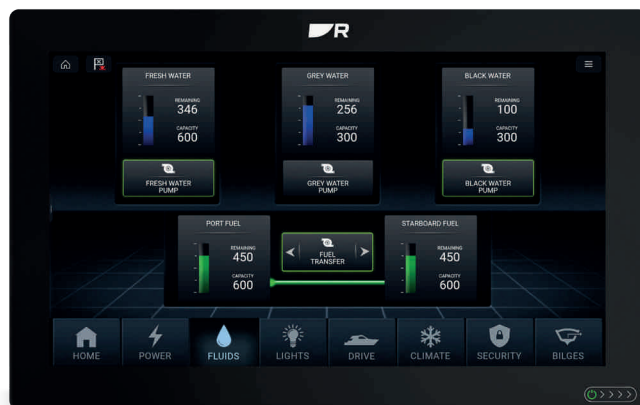 R
FRESH WATER
REMAINING
346
CAPACITY
600
FRESH WATER
PUMP
GREY WATER
REMAINING
256
CAPACITY
300
GREY WATER
PUMP
BLACK WATER
REMAINING
100
CAPACITY
300
BLACK WATER
PUMP
PORT FUEL
REMAINING
450
CAPACITY
600
FUEL
TRANSFER
STARBOARD FUEL
REMAINING
450
CAPACITY
600
HOME
POWER
FLUIDS
LIGHTS
DRIVE
CLIMATE
SECURITY
BILGES